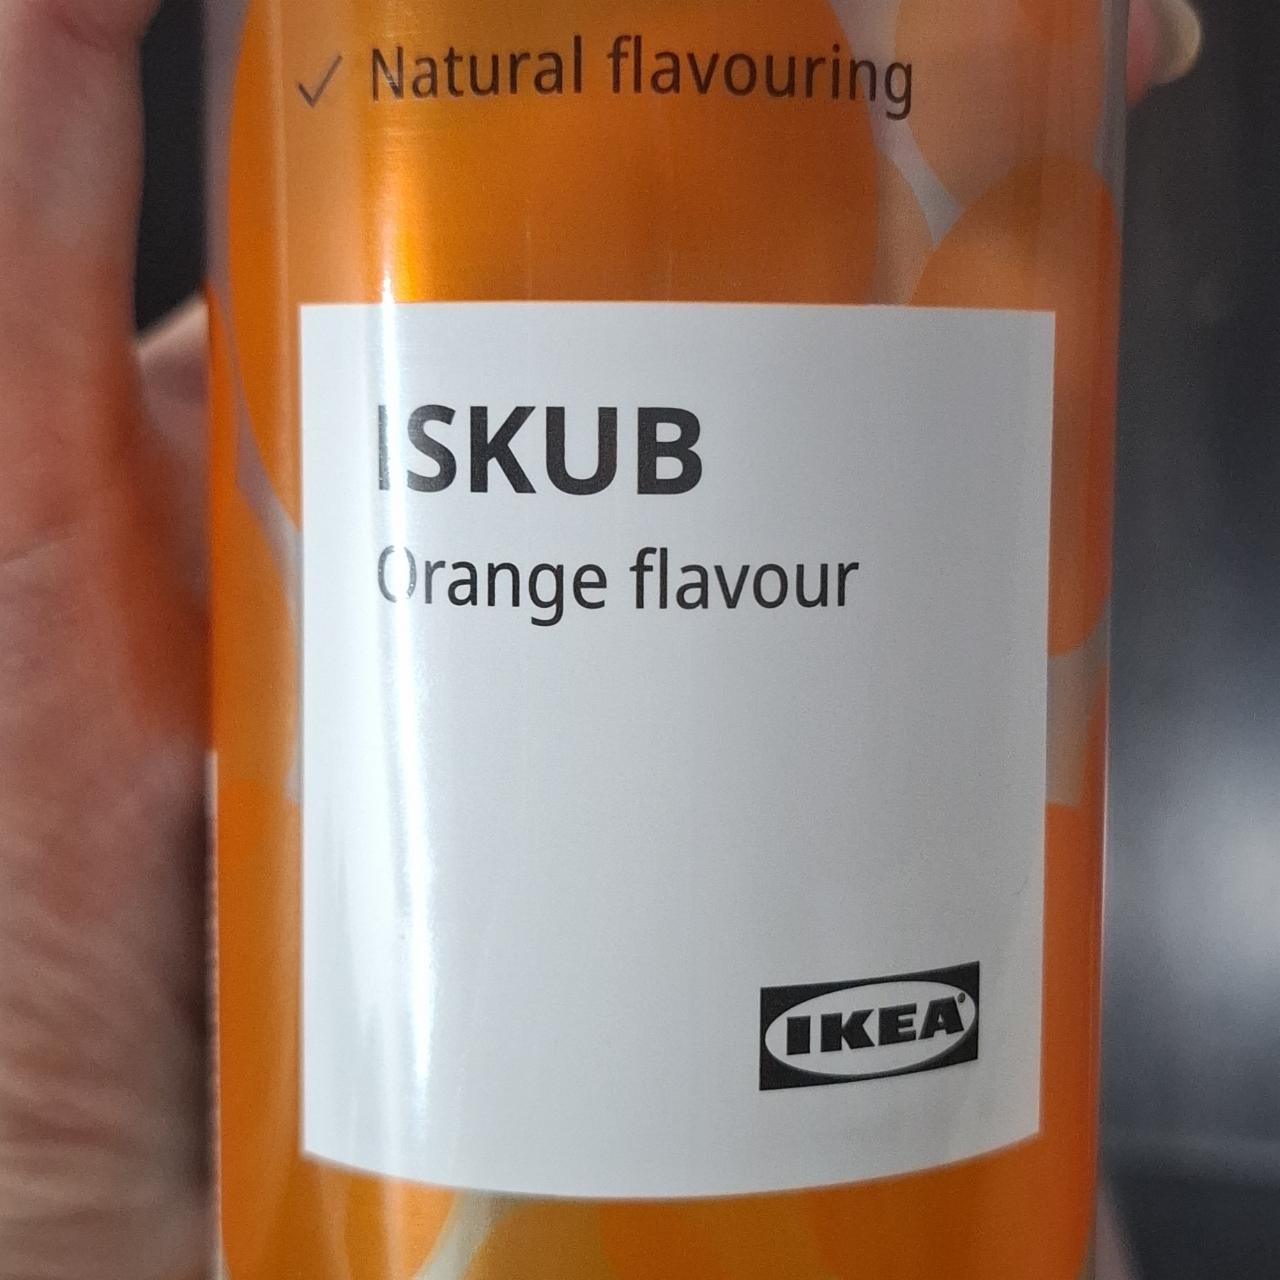 ✓ Natural flavouring
ISKUB
Orange flavour
IKEA